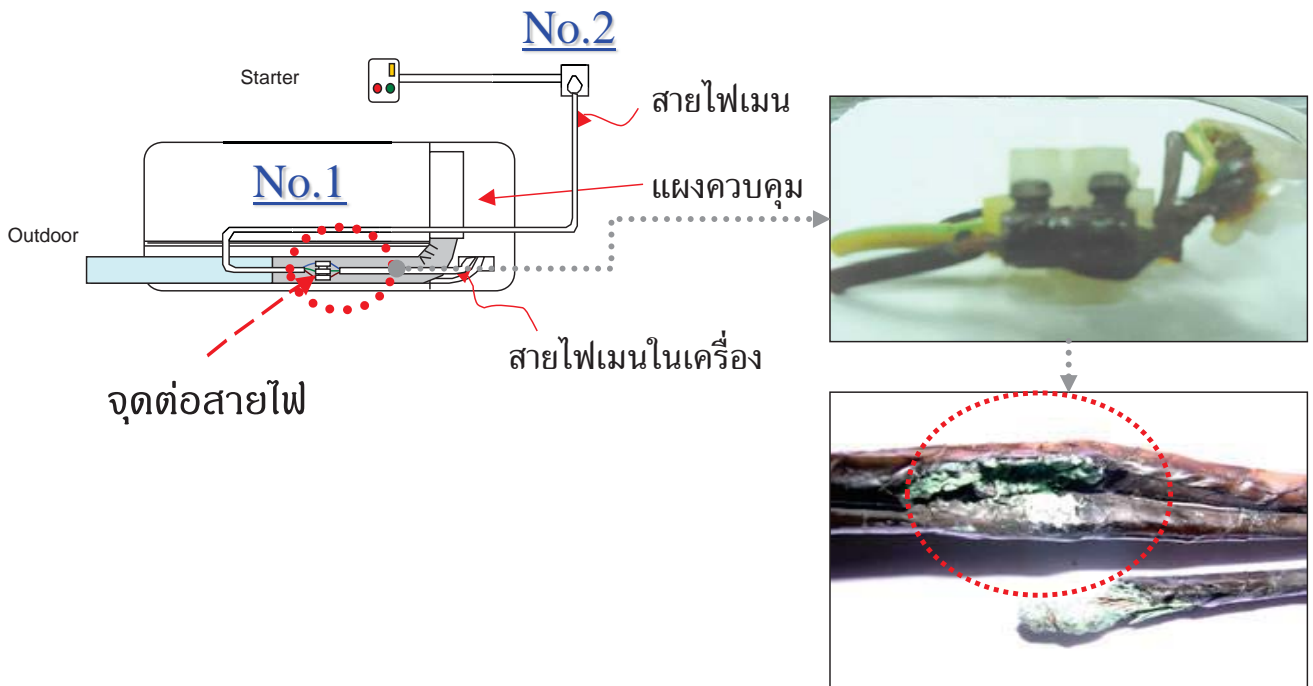 No.2
Starter
สายไฟเมน
No.1
แผงควบคุม
Outdoor
สายไฟเมนในเครื่อง
จุดต่อสายไฟ